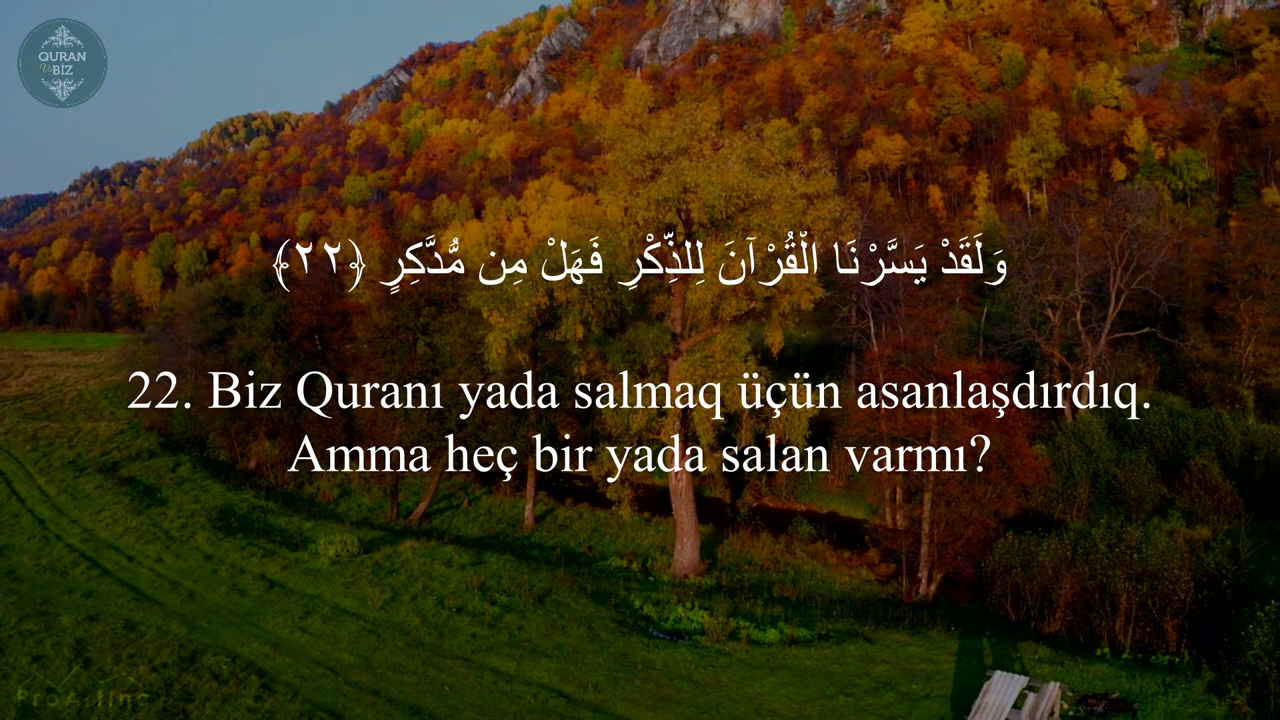 QURAN
Və
BİZ
وَلَقَدْ يَسَّرْنَا الْقُرْآنَ لِلذِّكْرِ فَهَلْ مِن مُّدَّكِرٍ ﴿٢٢﴾
22. Biz Quranı yada salmaq üçün asanlaşdırdıq.
Amma heç bir yada salan varmı?